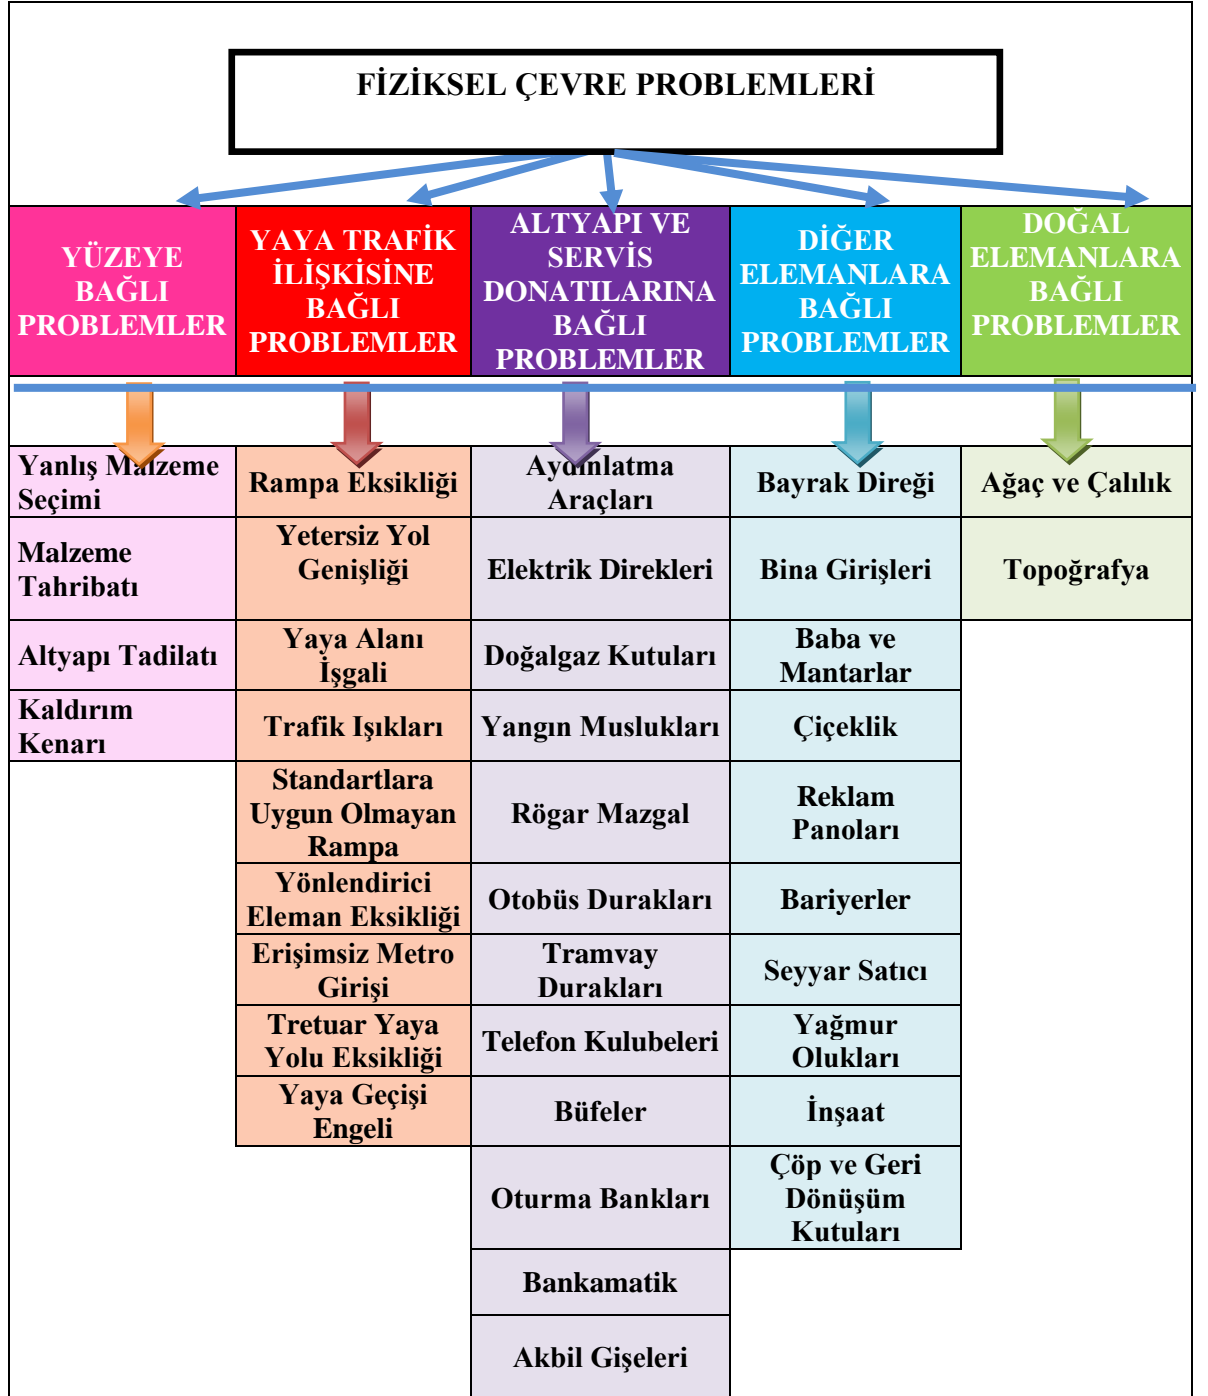 FİZİKSEL ÇEVRE PROBLEMLERİ
YÜZEYE
BAĞLI
PROBLEMLER
YAYA TRAFİK
İLİŞKİSİNE
BAĞLI
PROBLEMLER
ALTYAPI VE
SERVİS
DONATILARINA
BAĞLI
PROBLEMLER
DİĞER
ELEMANLARA
BAĞLI
PROBLEMLER
DOĞAL
ELEMANLARA
BAĞLI
PROBLEMLER
Yanlış Malzeme
Seçimi
Rampa Eksikliği
Aydınlatma
Araçları
Bayrak Direği
Ağaç ve Çalılık
Malzeme
Tahribatı
Yetersiz Yol
Genişliği
Elektrik Direkleri
Bina Girişleri
Topoğrafya
Altyapı Tadilatı
Yaya Alanı
İşgali
Doğalgaz Kutuları
Baba ve
Mantarlar
Kaldırım
Kenarı
Trafik Işıkları
Yangın Muslukları
Çiçeklik
Standartlara
Uygun Olmayan
Rampa
Rögar Mazgal
Reklam
Panoları
Yönlendirici
Eleman Eksikliği
Otobüs Durakları
Bariyerler
Erişimsiz Metro
Girişi
Tramvay
Durakları
Seyyar Satıcı
Tretuar Yaya
Yolu Eksikliği
Telefon Kulubeleri
Yağmur
Olukları
Yaya Geçişi
Engeli
Büfeler
İnşaat
Oturma Bankları
Çöp ve Geri
Dönüşüm
Kutuları
Bankamatik
Akbil Gişeleri